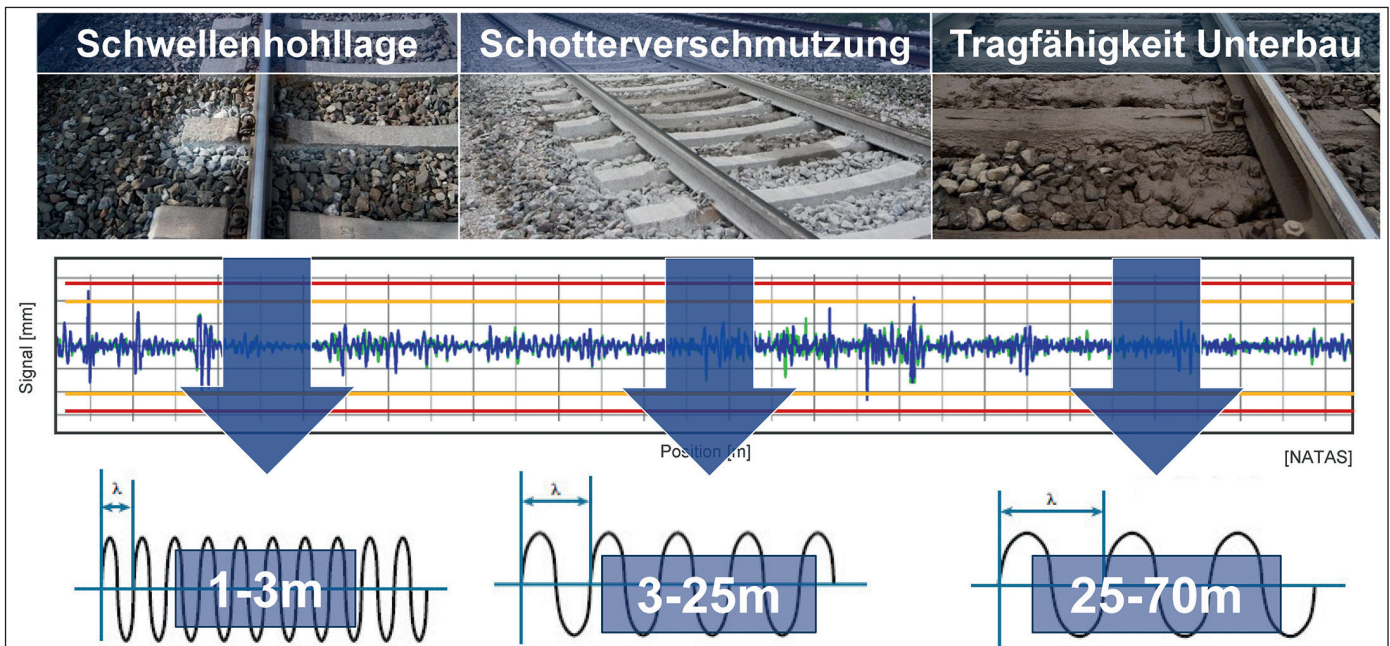 Schwellenhohllage
Schotterverschmutzung
Tragfähigkeit Unterbau
Signal [mm]
Position [m]
[NATAS]
λ
λ
λ
1-3m
3-25m
25-70m